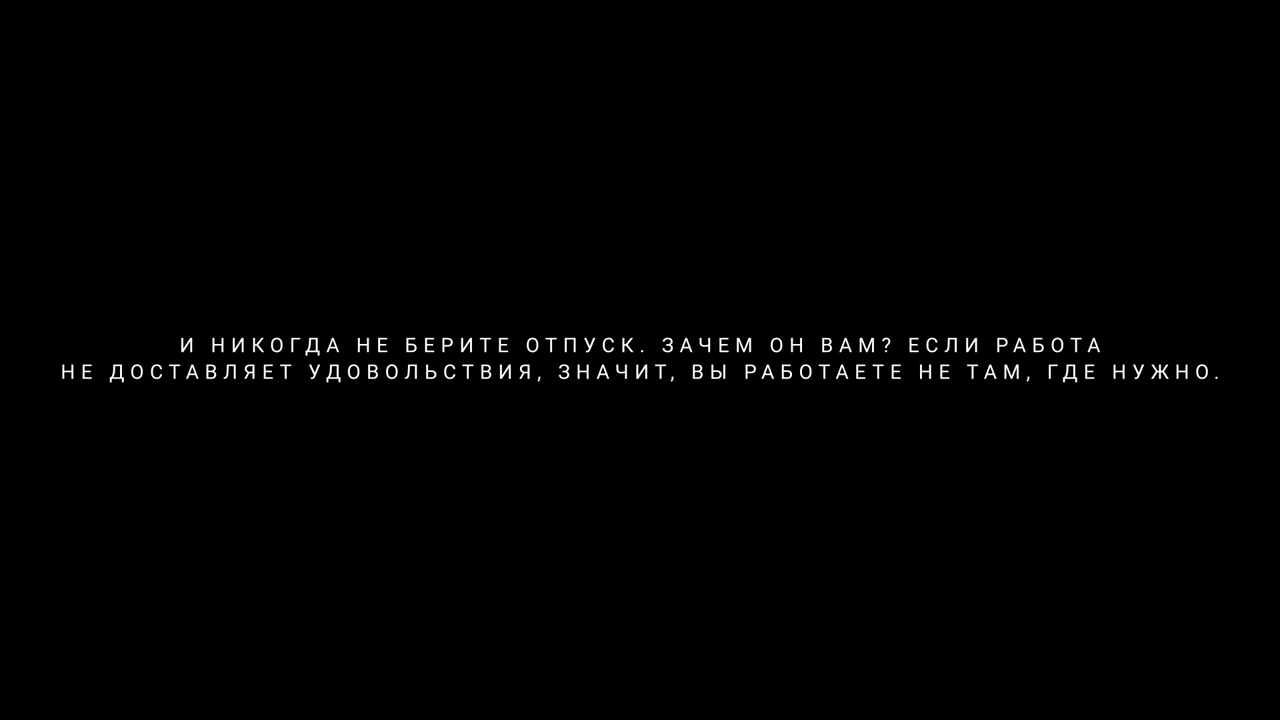 И НИКОГДА НЕ БЕРИТЕ ОТПУСК. ЗАЧЕМ ОН ВАМ? ЕСЛИ РАБОТА
НЕ ДОСТАВЛЯЕТ УДОВОЛЬСТВИЯ, ЗНАЧИТ, ВЫ РАБОТАЕТЕ НЕ ТАМ, ГДЕ НУЖНО.